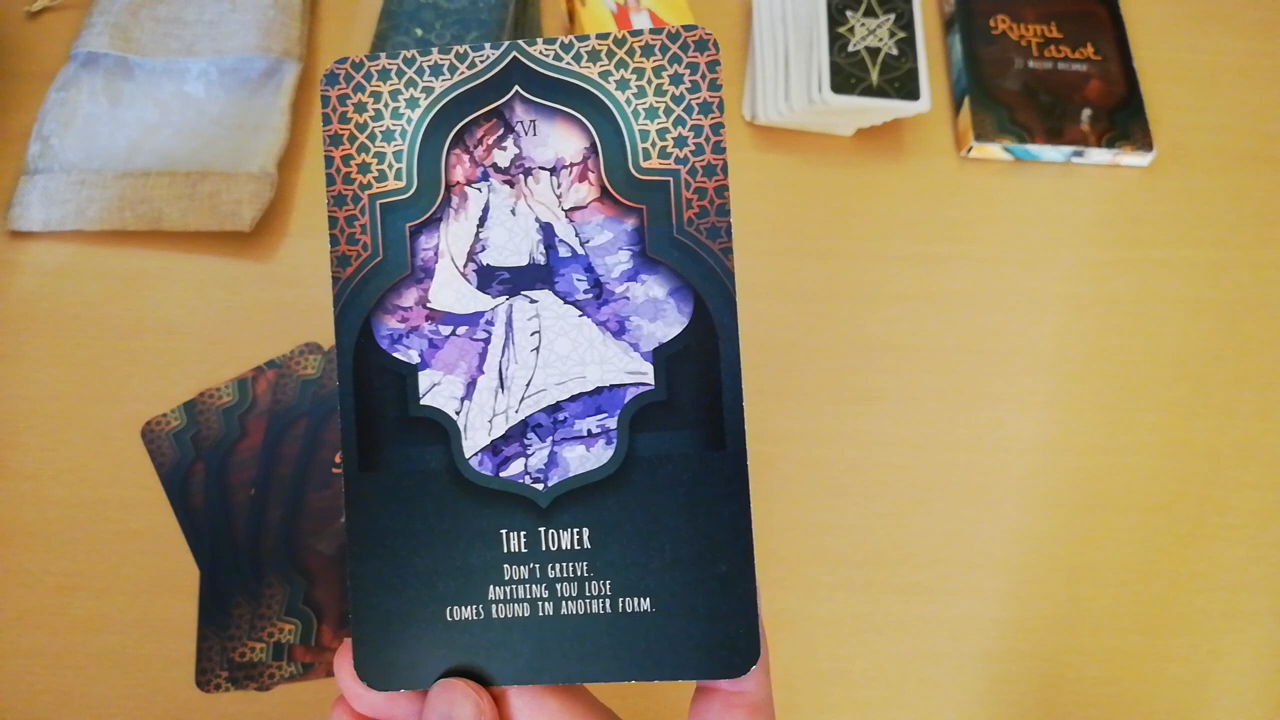 Rumi
Tarot
XVI
THE TOWER
DON'T GRIEVE.
ANYTHING YOU LOSE
COMES ROUND IN ANOTHER FORM.